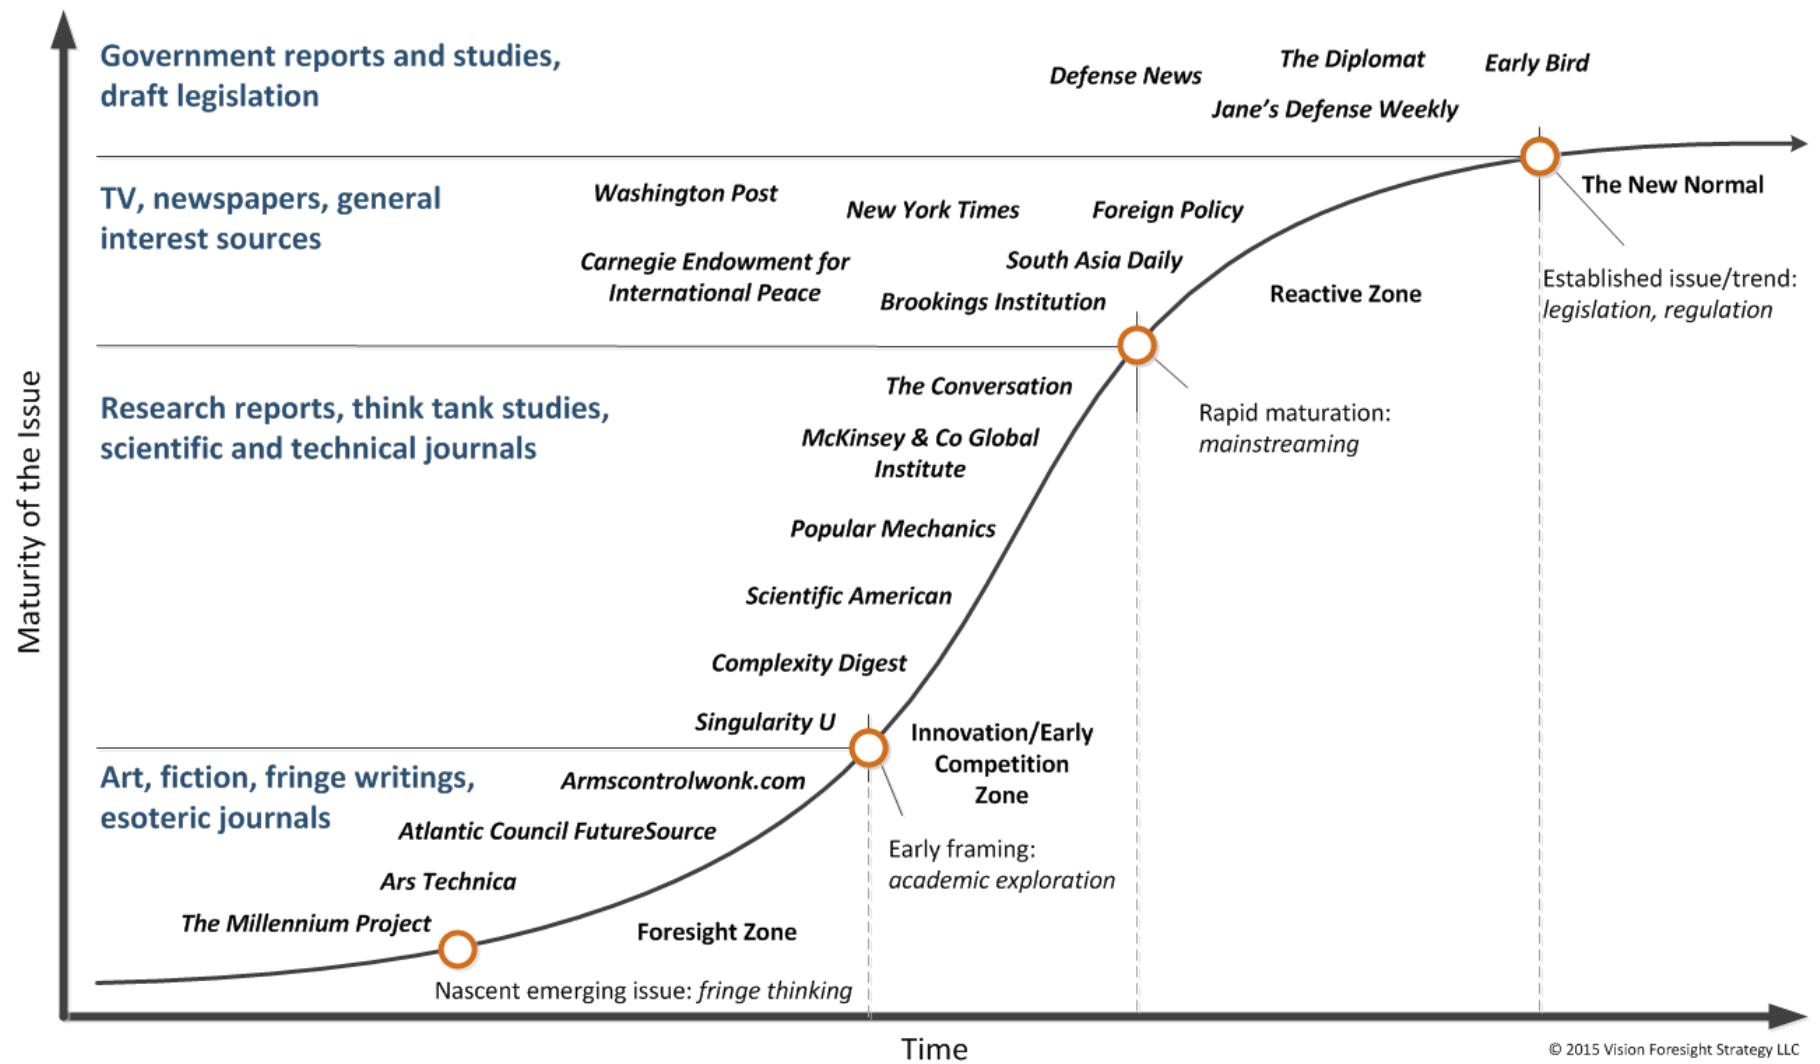 Government reports and studies,
draft legislation
Defense News
The Diplomat
Early Bird
Jane's Defense Weekly
TV, newspapers, general
interest sources
Washington Post
New York Times
Foreign Policy
The New Normal
Carnegie Endowment for
International Peace
South Asia Daily
Brookings Institution
Reactive Zone
Established issue/trend:
legislation, regulation
Research reports, think tank studies,
scientific and technical journals
The Conversation
McKinsey & Co Global
Institute
Rapid maturation:
mainstreaming
Popular Mechanics
Scientific American
Complexity Digest
Singularity U
Innovation/Early
Competition
Zone
Art, fiction, fringe writings,
esoteric journals
Armscontrolwonk.com
Atlantic Council FutureSource
Early framing:
academic exploration
Ars Technica
The Millennium Project
Foresight Zone
Nascent emerging issue: fringe thinking
Maturity of the Issue
Time
© 2015 Vision Foresight Strategy LLC